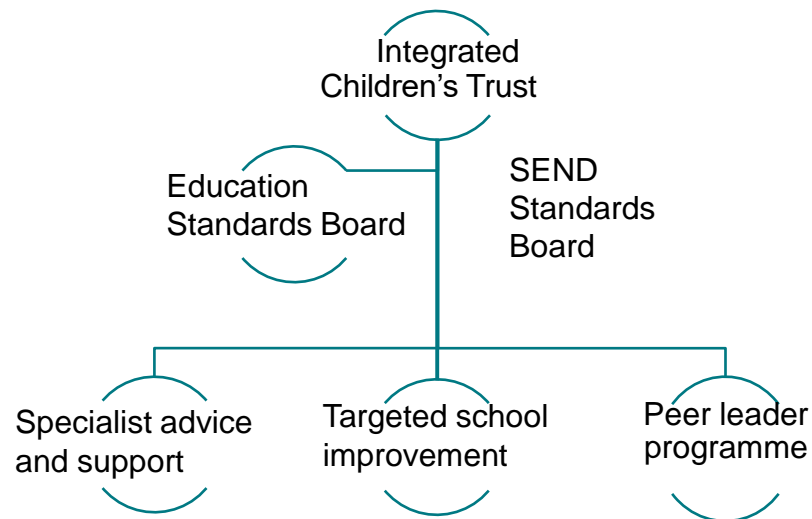 Integrated
Children’s Trust
Education
Standards Board
SEND
Standards
Board
Specialist advice
and support
Targeted school
improvement
Peer leader
programme